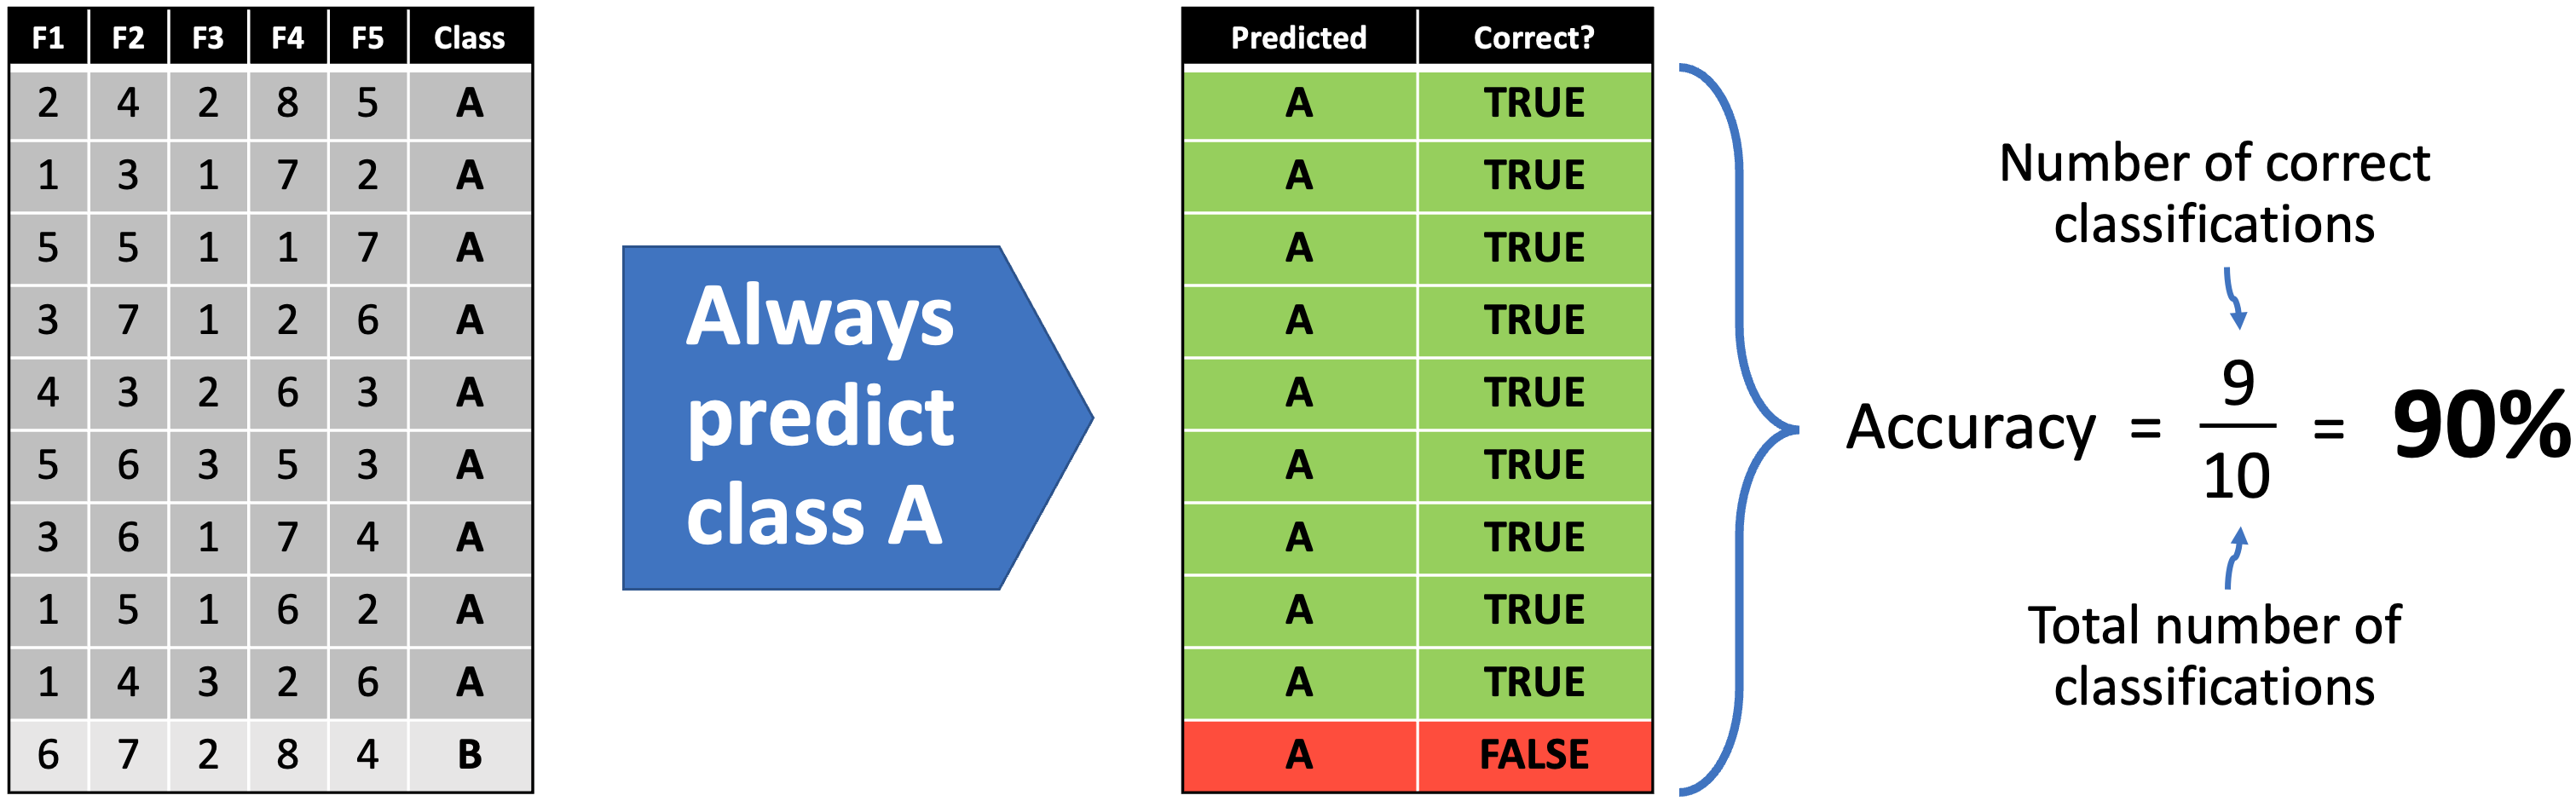 F1 F2 F3 F4 F5 Class
2 4 2 8 5 A
1 3 1 7 2 A
5 5 1 1 7 A
3 7 1 2 6 A
4 3 2 6 3 A
5 6 3 5 3 A
3 6 1 7 4 A
1 5 1 6 2 A
1 4 3 2 6 A
6 7 2 8 4 B
Always
predict
class A
Predicted Correct?
A TRUE
A TRUE
A TRUE
A TRUE
A TRUE
A TRUE
A TRUE
A TRUE
A TRUE
A FALSE
Number of correct
classifications
Accuracy = 9/10 = 90%
Total number of
classifications